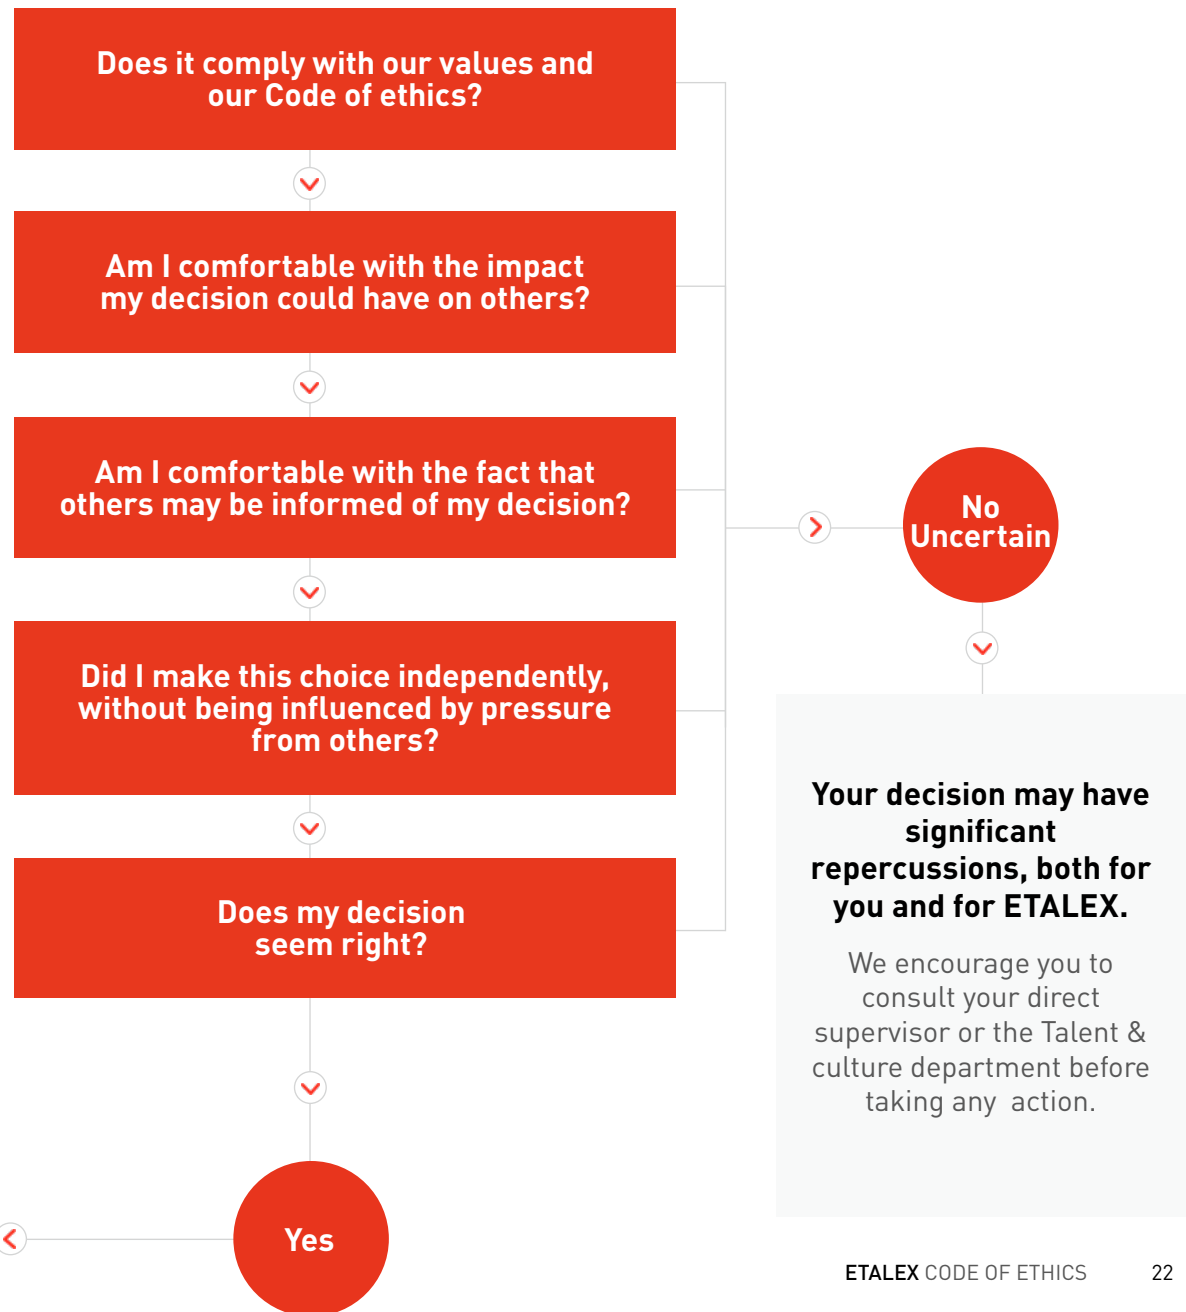 Does it comply with our values and
our Code of ethics?
Am I comfortable with the impact
my decision could have on others?
Am I comfortable with the fact that
others may be informed of my decision?
Did I make this choice independently,
without being influenced by pressure
from others?
Does my decision
seem right?
Yes
No
Uncertain
Your decision may have
significant
repercussions, both for
you and for ETALEX.
We encourage you to
consult your direct
supervisor or the Talent &
culture department before
taking any action.
ETALEX CODE OF ETHICS 22